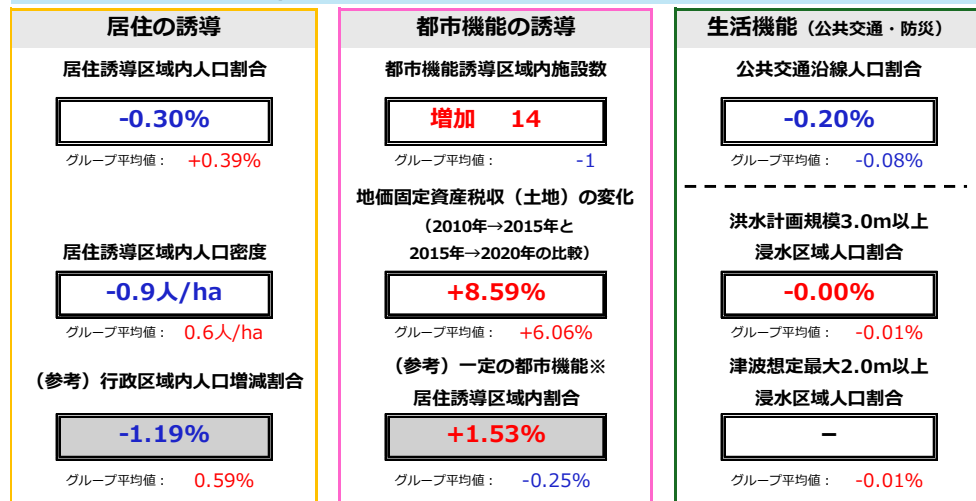 居住の誘導
居住誘導区域内人口割合
-0.30%
グループ平均値： +0.39%
居住誘導区域内人口密度
-0.9人/ha
グループ平均値： 0.6人/ha
（参考）行政区域内人口増減割合
-1.19%
グループ平均値： 0.59%
都市機能の誘導
都市機能誘導区域内施設数
増加 14
グループ平均値： -1
地価固定資産税収（土地）の変化
（2010年→2015年と
2015年→2020年の比較）
+8.59%
グループ平均値： +6.06%
（参考）一定の都市機能※
居住誘導区域内割合
+1.53%
グループ平均値： -0.25%
生活機能（公共交通・防災）
公共交通沿線人口割合
-0.20%
グループ平均値： -0.08%
洪水計画規模3.0m以上
浸水区域人口割合
-0.00%
グループ平均値： -0.01%
津波想定最大2.0m以上
浸水区域人口割合
–
グループ平均値： -0.01%